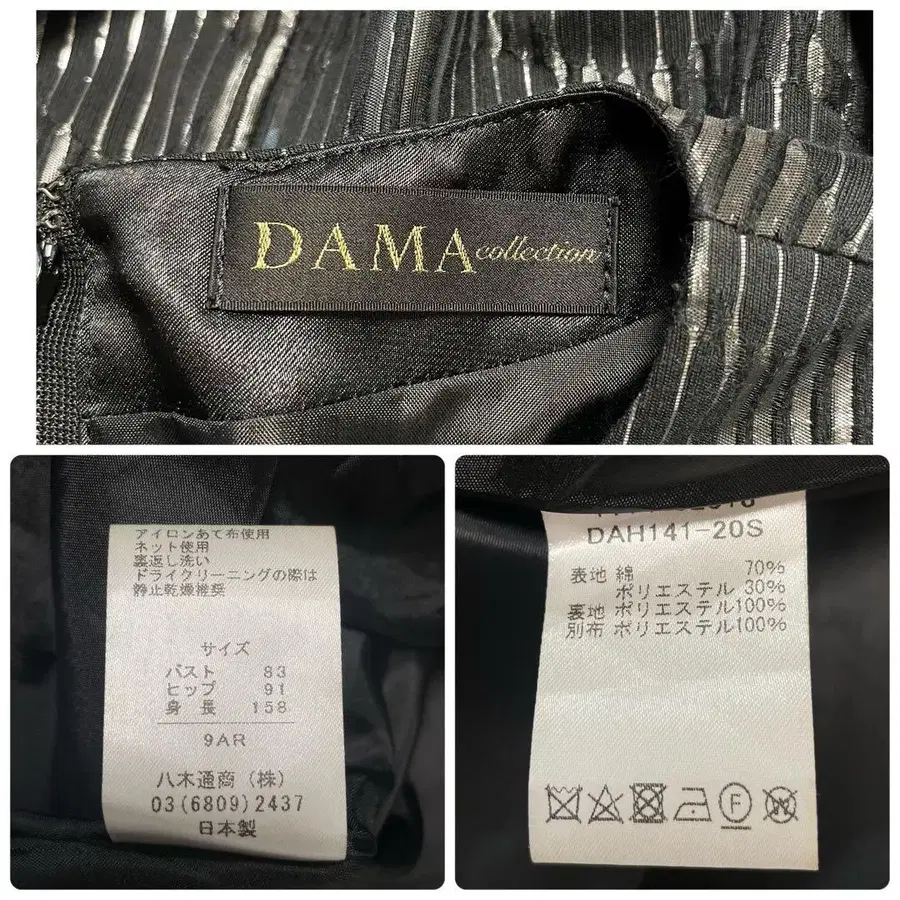 DAMA collection
アイロンあて布使用
ネット使用
裏返し洗い
ドライクリーニングの際は
静止乾燥推奨
サイズ
バスト 83
ヒップ 91
身長 158
9AR
八木通商(株)
03(6809)2437
日本製
DAH141-20S
表地 綿 70%
ポリエステル 30%
裏地 ポリエステル100%
別布 ポリエステル100%
F
W